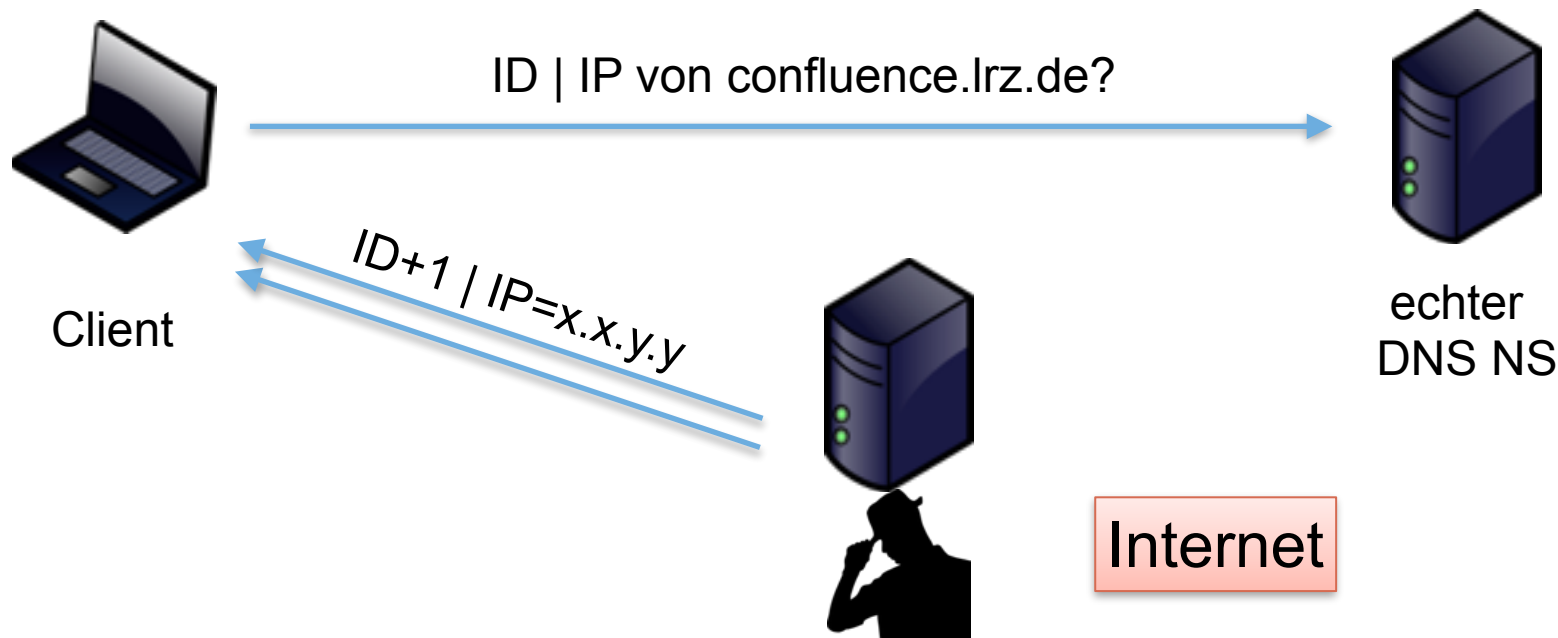 ID | IP von confluence.lrz.de?
ID+1 | IP=x.x.y.y
Client
echter
DNS NS
Internet